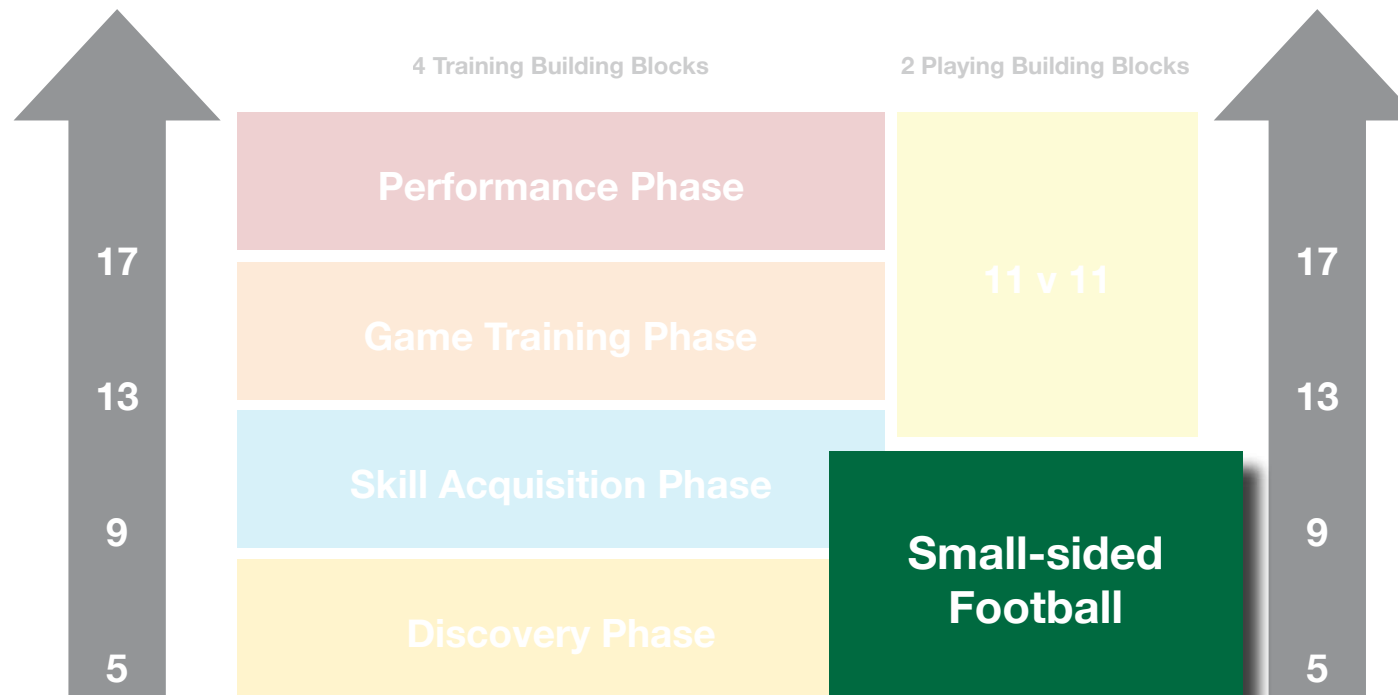 4 Training Building Blocks
2 Playing Building Blocks
Performance Phase
17
11 v 11
17
Game Training Phase
13
13
Skill Acquisition Phase
9
Small-sided
Football
9
Discovery Phase
5
5